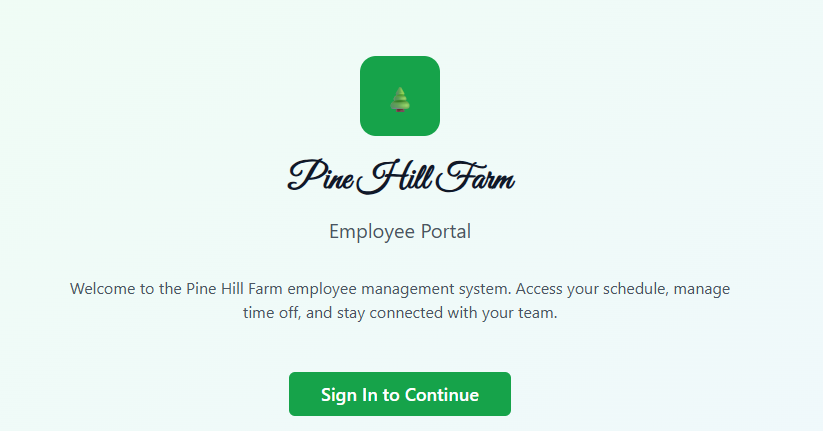 Pine Hill Farm
Employee Portal
Welcome to the Pine Hill Farm employee management system. Access your schedule, manage
time off, and stay connected with your team.
Sign In to Continue